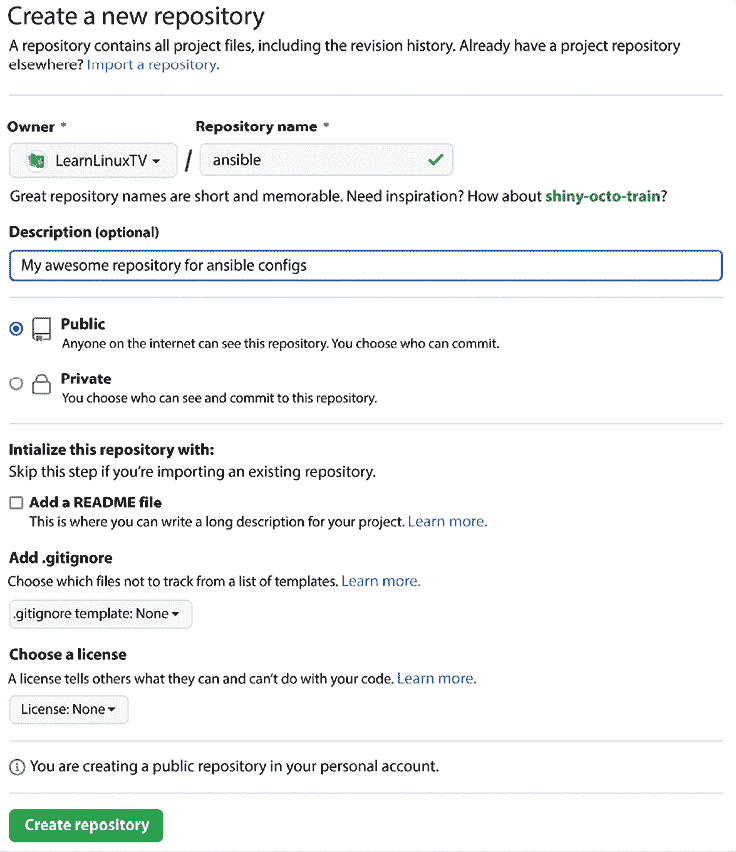 Create a new repository
A repository contains all project files, including the revision history. Already have a project repository
elsewhere? Import a repository.
Owner * Repository name *
LearnLinuxTV / ansible
Great repository names are short and memorable. Need inspiration? How about shiny-octo-train?
Description (optional)
My awesome repository for ansible configs
Public
Anyone on the internet can see this repository. You choose who can commit.
Private
You choose who can see and commit to this repository.
Intialize this repository with:
Skip this step if you’re importing an existing repository.
Add a README file
This is where you can write a long description for your project. Learn more.
Add .gitignore
Choose which files not to track from a list of templates. Learn more.
.gitignore template: None
Choose a license
A license tells others what they can and can’t do with your code. Learn more.
License: None
You are creating a public repository in your personal account.
Create repository